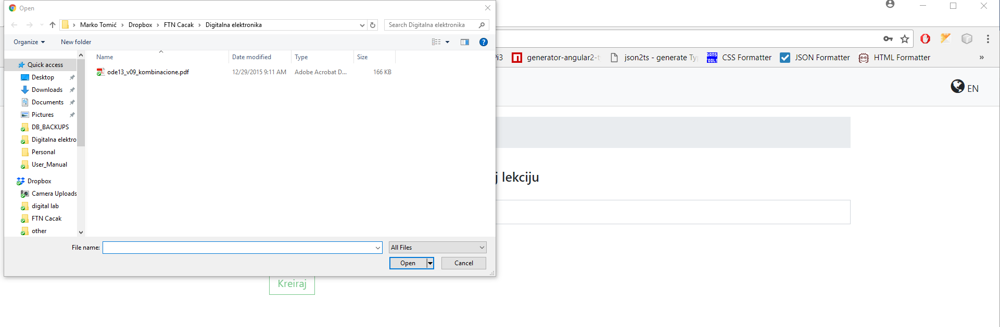 Open
Marko Tomić > Dropbox > FTN Cacak > Digitalna elektronika
Search Digitalna elektronika
Organize
New folder
Name
Date modified
Type
Size
Quick access
Desktop
Downloads
Documents
Pictures
DB_BACKUPS
Digitalna elektro
Personal
User_Manual
Dropbox
Camera Uploads
digital lab
FTN Cacak
other
ode13_v09_kombinacione.pdf
12/29/2015 9:11 AM
Adobe Acrobat D...
166 KB
File name:
All Files
Open
Cancel
Pi3
generator-angular2-t
json2ts - generate Ty
DANS TOOLS
CSS Formatter
JSON Formatter
HTML Formatter
»
EN
j lekciju
Kreiraj